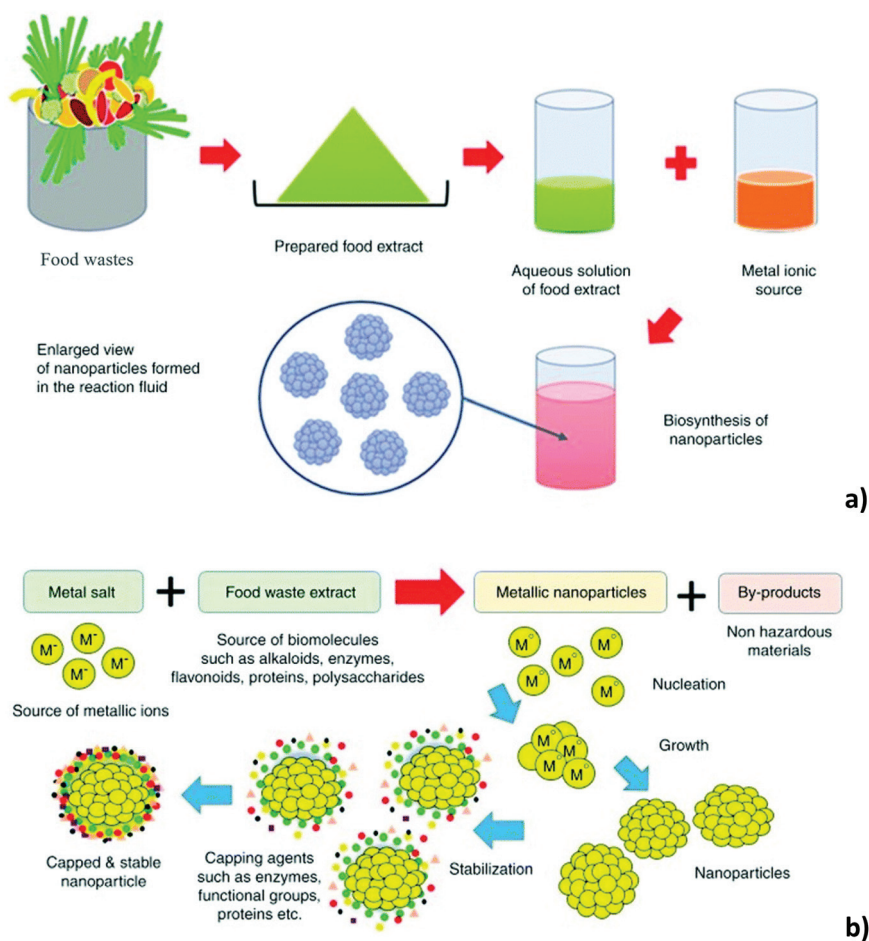 Food wastes
Prepared food extract
Aqueous solution
of food extract
Metal ionic
source
Enlarged view
of nanoparticles formed
in the reaction fluid
Biosynthesis of
nanoparticles
a)
Metal salt
+
Food waste extract
Metallic nanoparticles
+
By-products
M-
M-
M-
M-
Source of metallic ions
Source of biomolecules
such as alkaloids, enzymes,
flavonoids, proteins, polysaccharides
M°
M°
M°
M°
M°
Nucleation
Non hazardous
materials
M°
M°
M°
M°
Growth
Capped & stable
nanoparticle
Capping agents
such as enzymes,
functional groups,
proteins etc.
Stabilization
Nanoparticles
b)